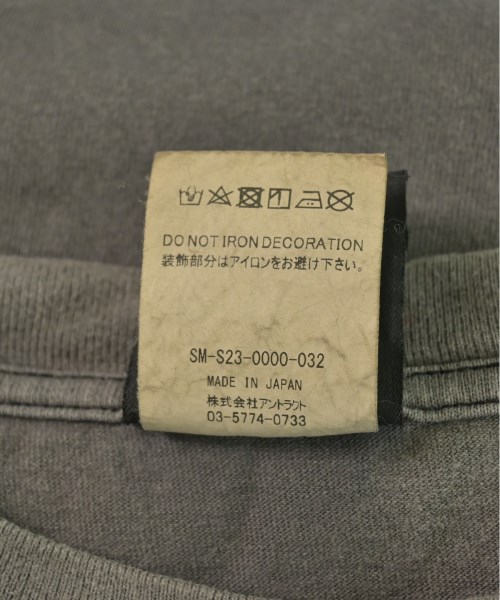 DO NOT IRON DECORATION
装飾部分はアイロンをお避け下さい。
SM-S23-0000-032
MADE IN JAPAN
株式会社アントラクト
03-5774-0733